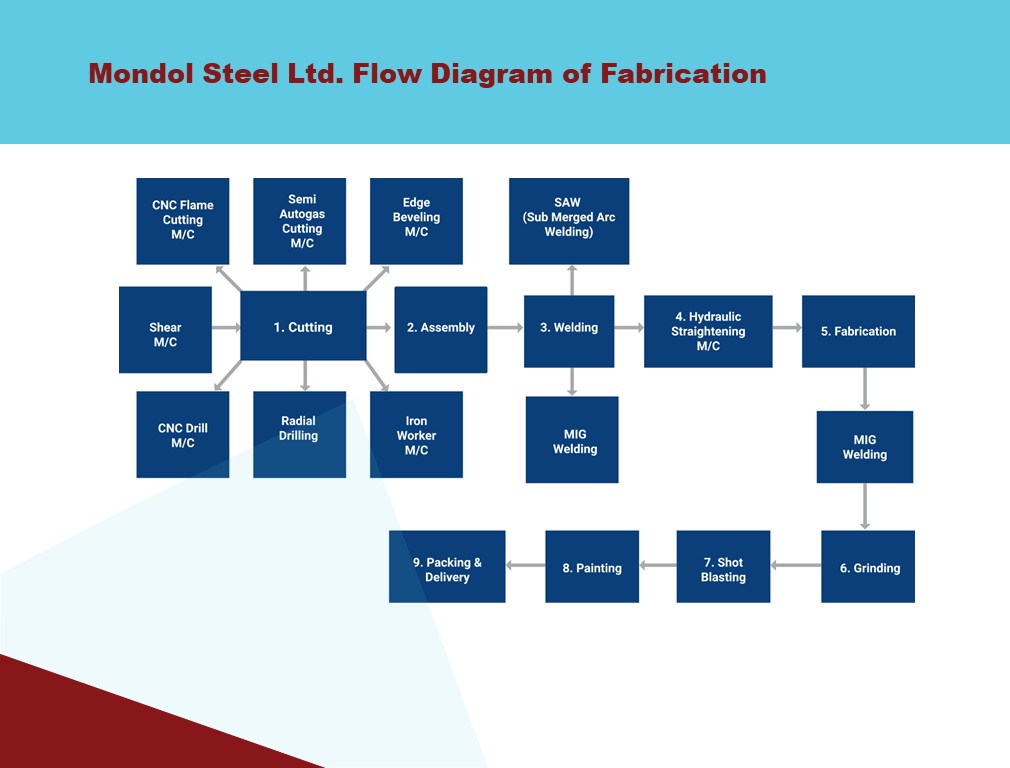 Mondol Steel Ltd. Flow Diagram of Fabrication
CNC Flame
Cutting
M/C
Semi
Autogas
Cutting
M/C
Edge
Beveling
M/C
SAW
(Sub Merged Arc
Welding)
Shear
M/C
1. Cutting
2. Assembly
3. Welding
4. Hydraulic
Straightening
M/C
5. Fabrication
CNC Drill
M/C
Radial
Drilling
Iron
Worker
M/C
MIG
Welding
MIG
Welding
9. Packing &
Delivery
8. Painting
7. Shot
Blasting
6. Grinding